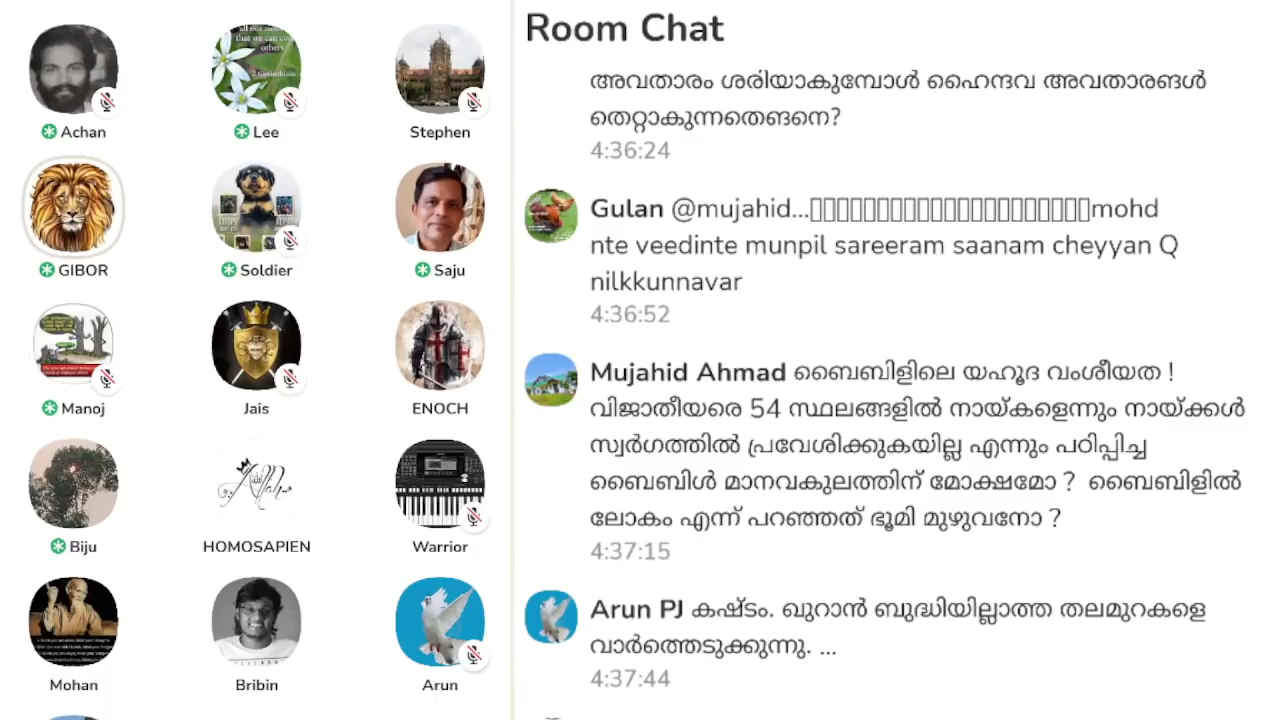 Achan
Lee
Stephen
GIBOR
Soldier
Saju
Manoj
Jais
ENOCH
Biju
HOMOSAPIEN
Warrior
Mohan
Bribin
Arun
Room Chat
അവതാരം ശരിയാകുമ്പോൾ ഹൈന്ദവ അവതാരങൾ
തെറ്റാകുന്നതെങനെ?
4:36:24
Gulan @mujahid...▯▯▯▯▯▯▯▯▯▯▯▯▯▯▯▯▯▯▯▯▯mohd
nte veedinte munpil sareeram saanam cheyyan Q
nilkkunnavar
4:36:52
Mujahid Ahmad ബൈബിളിലെ യഹൂദ വംശീയത !
വിജാതീയരെ 54 സ്ഥലങ്ങളിൽ നായ്കളെന്നും നായ്ക്കൾ
സ്വർഗത്തിൽ പ്രവേശിക്കുകയില്ല എന്നും പഠിപ്പിച്ച
ബൈബിൾ മാനവകുലത്തിന് മോക്ഷമോ ? ബൈബിളിൽ
ലോകം എന്ന് പറഞ്ഞത് ഭൂമി മുഴുവനോ ?
4:37:15
Arun PJ കഷ്ടം. ഖുറാൻ ബുദ്ധിയില്ലാത്ത തലമുറകളെ
വാർത്തെടുക്കുന്നു. ...
4:37:44